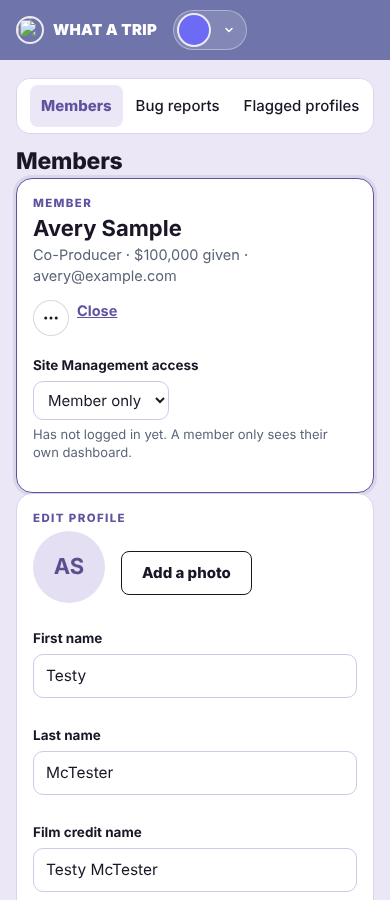 WHAT A TRIP
Members
Bug reports
Flagged profiles
Members
MEMBER
Avery Sample
Co-Producer · $100,000 given ·
avery@example.com
Close
Site Management access
Member only
Has not logged in yet. A member only sees their
own dashboard.
EDIT PROFILE
AS
Add a photo
First name
Testy
Last name
McTester
Film credit name
Testy McTester